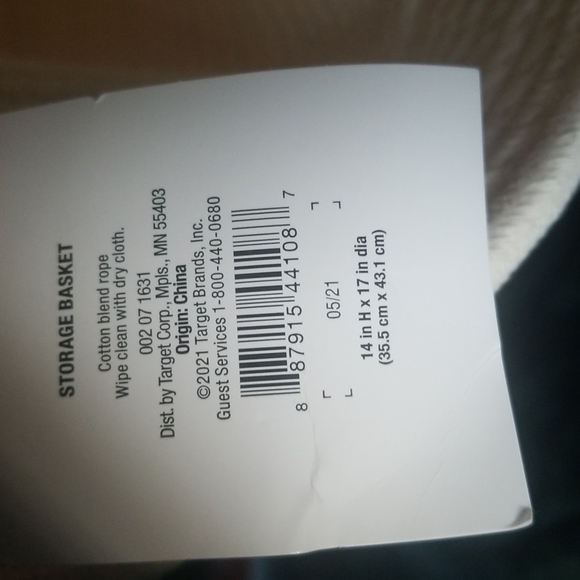 STORAGE BASKET
Cotton blend rope
Wipe clean with dry cloth.
002 07 1631
Dist. by Target Corp., Mpls., MN 55403
Origin: China
©2021 Target Brands, Inc.
Guest Services 1-800-440-0680
8 87915 44108 7
05/21
14 in H x 17 in dia
(35.5 cm x 43.1 cm)